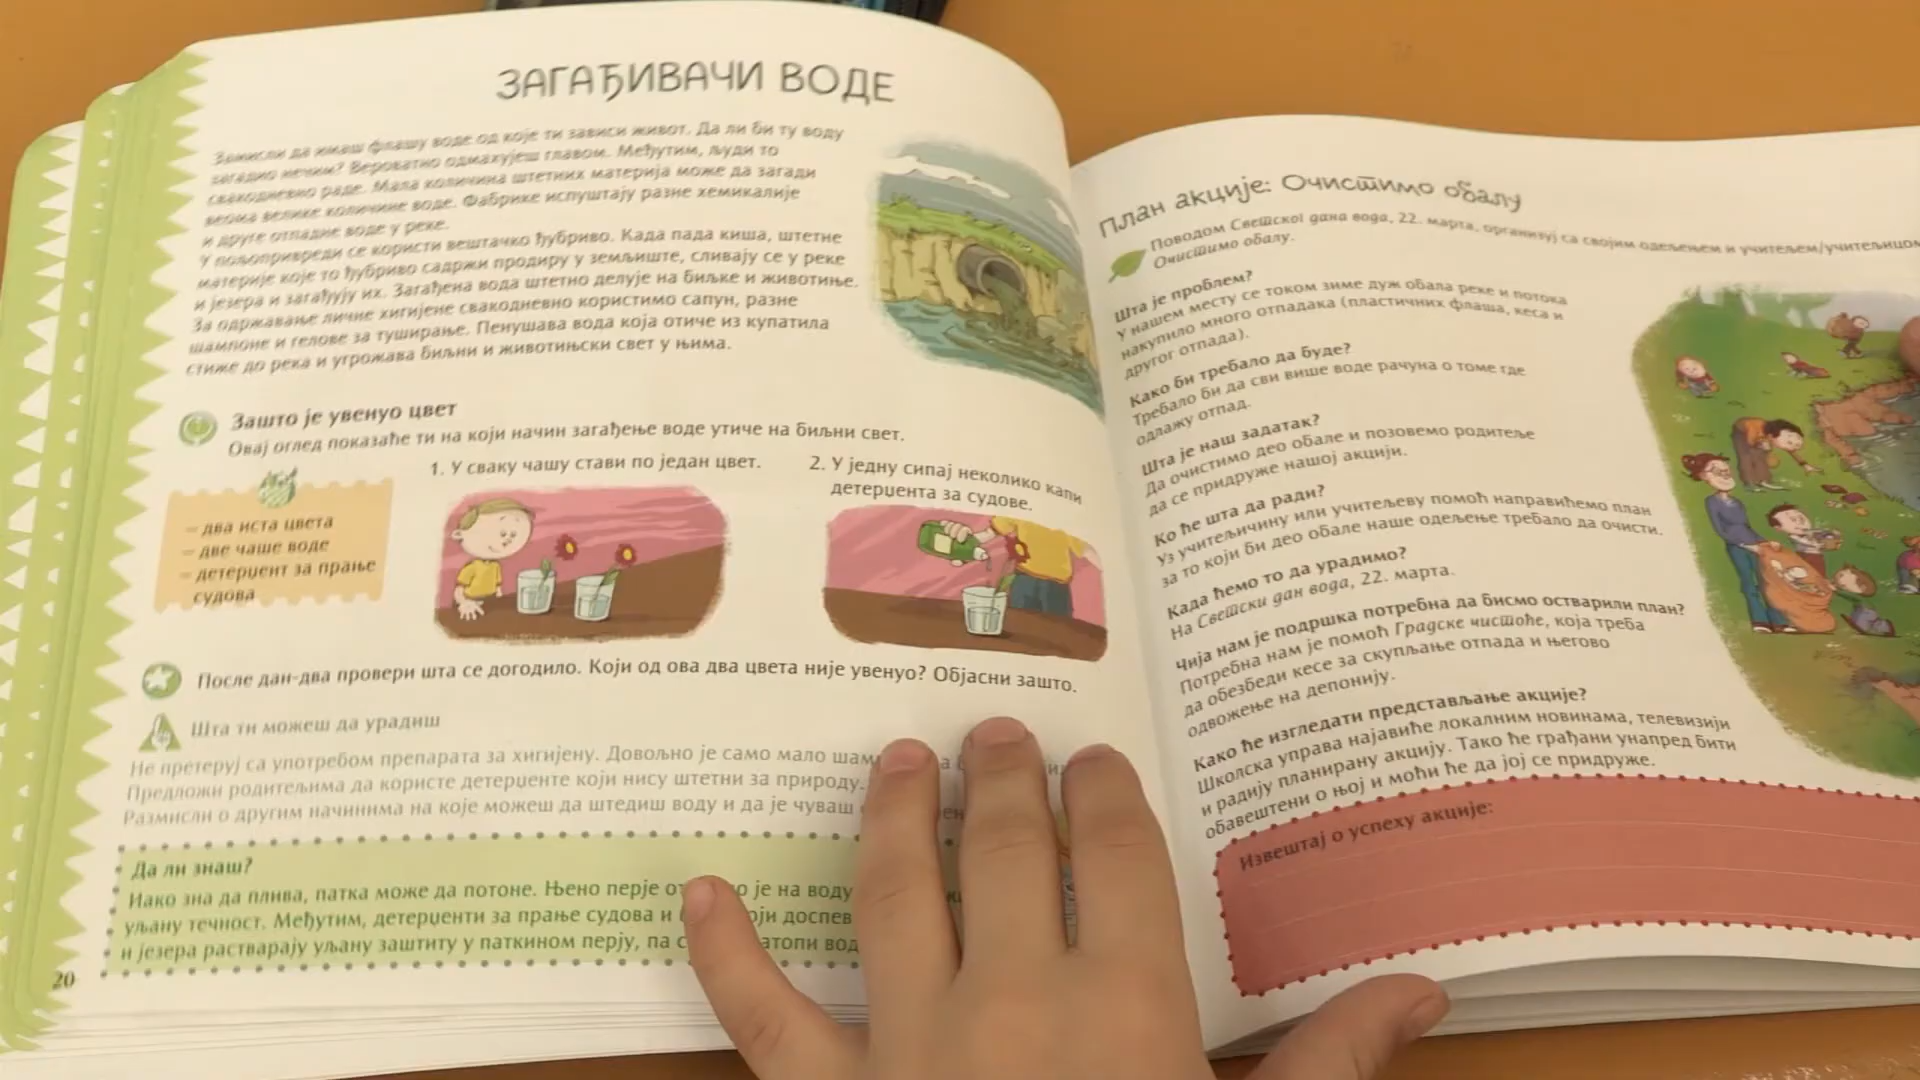 ЗАГАЂИВАЧИ ВОДЕ
Замисли да имаш флашу воде од које ти зависи живот. Да ли би ту воду
загадио нечим? Вероватно одмахујеш главом. Међутим, људи то
свакодневно раде. Мала количина штетних материја може да загади
веома велике количине воде. Фабрике испуштају разне хемикалије
и друге отпадне воде у реке.
У пољопривреди се користи вештачко ђубриво. Када пада киша, штетне
материје које то ђубриво садржи продиру у земљиште, сливају се у реке
и језера и загађују их. Загађена вода штетно делује на биљке и животиње.
За одржавање личне хигијене свакодневно користимо сапун, разне
шампоне и гелове за туширање. Пенушава вода која отиче из купатила
стиже до река и угрожава биљни и животињски свет у њима.
Зашто је увенуо цвет
Овај оглед показаће ти на који начин загађење воде утиче на биљни свет.
– два иста цвета
– две чаше воде
– детерџент за прање
судова
1. У сваку чашу стави по један цвет.
2. У једну сипај неколико капи
детерџента за судове.
После дан-два провери шта се догодило. Који од ова два цвета није увенуо? Објасни зашто.
Шта ти можеш да урадиш
Не претеруј са употребом препарата за хигијену. Довољно је само мало
Предложи родитељима да користе детерџенте који нису штетни за природу.
Размисли о другим начинима на које можеш да штедиш воду и да је чуваш
Да ли знаш?
Иако зна да плива, патка може да потоне. Њено перје је на воду
уљану течност. Међутим, детерџенти за прање судова и доспев
и језера растварају уљану заштиту у паткином перју, па вод
20
План акције: Очистимо обалу
Поводом Светског дана вода, 22. марта, организуј са својим одељењем и учитељем/учитељицом
Очистимо обалу.
Шта је проблем?
У нашем месту се током зиме дуж обала реке и потока
накупило много отпадака (пластичних флаша, кеса и
другог отпада).
Како би требало да буде?
Требало би да сви више воде рачуна о томе где
одлажу отпад.
Шта је наш задатак?
Да очистимо део обале и позовемо родитеље
да се придруже нашој акцији.
Ко ће шта да ради?
Уз учитељичину или учитељеву помоћ направићемо план
за то који би део обале наше одељење требало да очисти.
Када ћемо то да урадимо?
На Светски дан вода, 22. марта.
Чија нам је подршка потребна да бисмо остварили план?
Потребна нам је помоћ Градске чистоће, која треба
да обезбеди кесе за скупљање отпада и његово
одвожење на депонију.
Како ће изгледати представљање акције?
Школска управа најавиће локалним новинама, телевизији
и радију планирану акцију. Тако ће грађани унапред бити
обавештени о њој и моћи ће да јој се придруже.
Извештај о успеху акције: